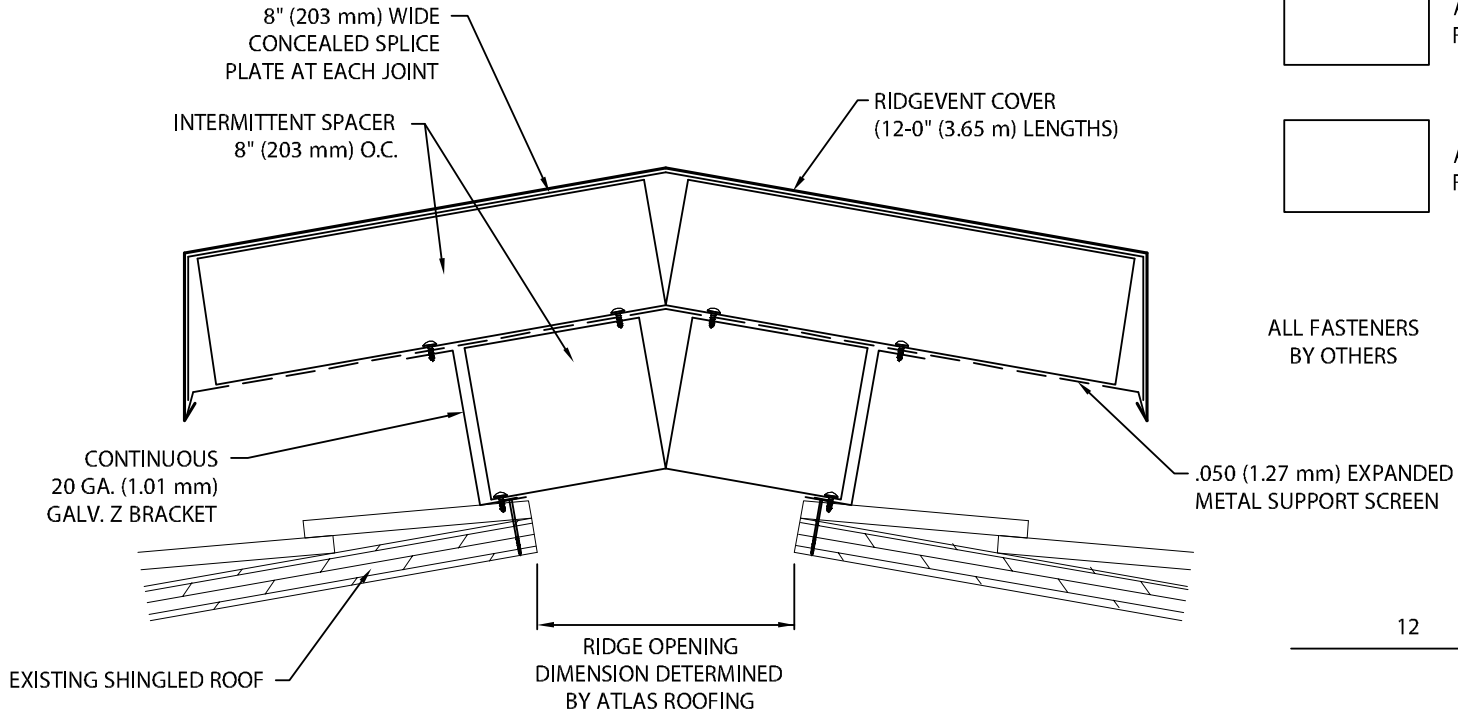 8" (203 mm) WIDE
CONCEALED SPLICE
PLATE AT EACH JOINT
INTERMITTENT SPACER
8" (203 mm) O.C.
RIDGEVENT COVER
(12-0" (3.65 m) LENGTHS)
ALL FASTENERS
BY OTHERS
CONTINUOUS
20 GA. (1.01 mm)
GALV. Z BRACKET
.050 (1.27 mm) EXPANDED
METAL SUPPORT SCREEN
EXISTING SHINGLED ROOF
RIDGE OPENING
DIMENSION DETERMINED
BY ATLAS ROOFING
12